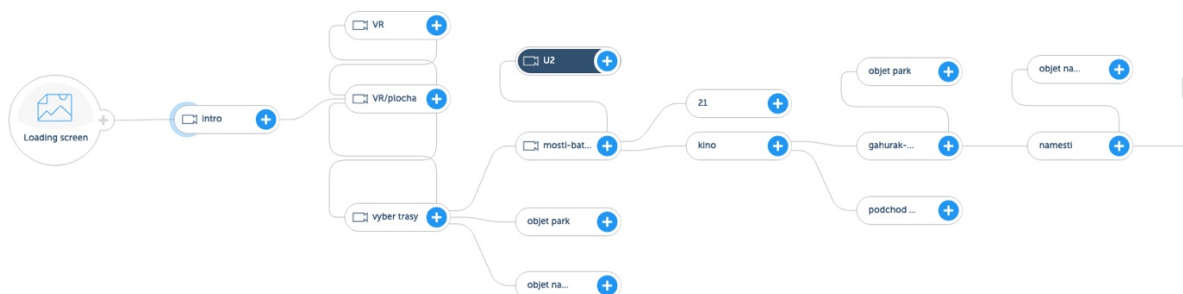 Loading screen
intro
VR
VR/plocha
vyber trasy
U2
mosti-bat...
objet park
objet na...
21
kino
objet park
gahurak-...
podchod ...
objet na...
namesti